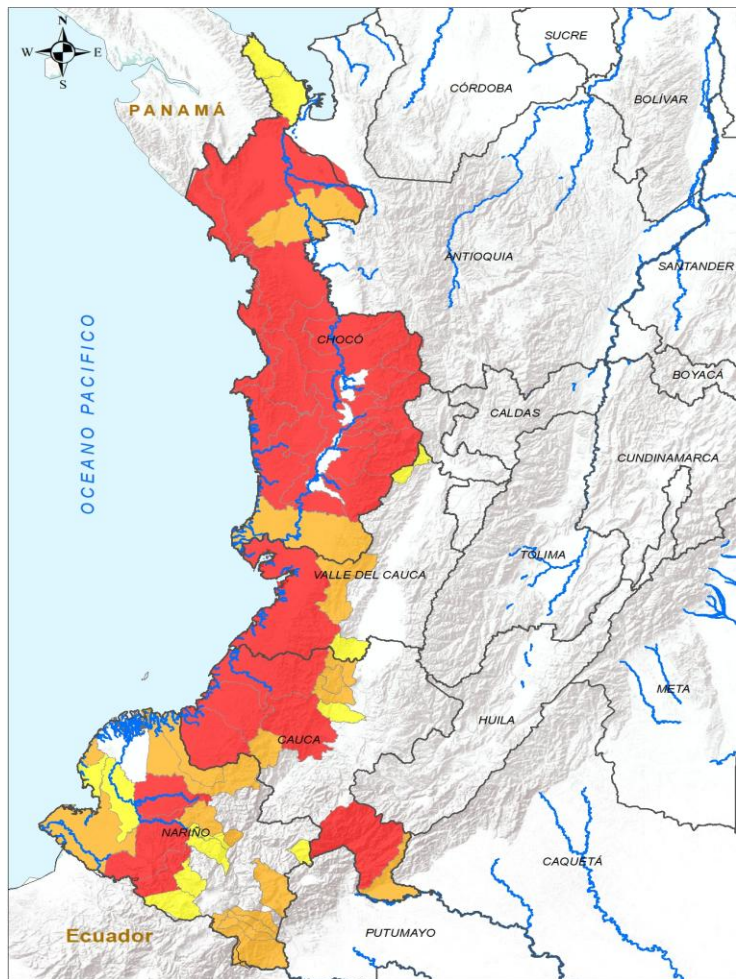 N
W E
S
SUCRE
CÓRDOBA
BOLÍVAR
PANAMÁ
ANTIOQUIA
SANTANDER
OCEANO PACIFICO
CHOCÓ
BOYACÁ
CALDAS
CUNDINAMARCA
TOLIMA
VALLE DEL CAUCA
META
HUILA
CAUCA
NARIÑO
CAQUETÁ
Ecuador
PUTUMAYO